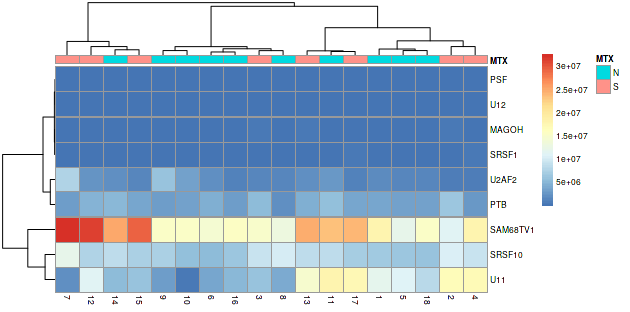 MTX
PSF
U12
MAGOH
SRSF1
U2AF2
PTB
SAM68TV1
SRSF10
U11
7 12 14 15 9 10 6 16 3 8 13 11 17 1 5 18 2 4
3e+07
2.5e+07
2e+07
1.5e+07
1e+07
5e+06
MTX
N
S